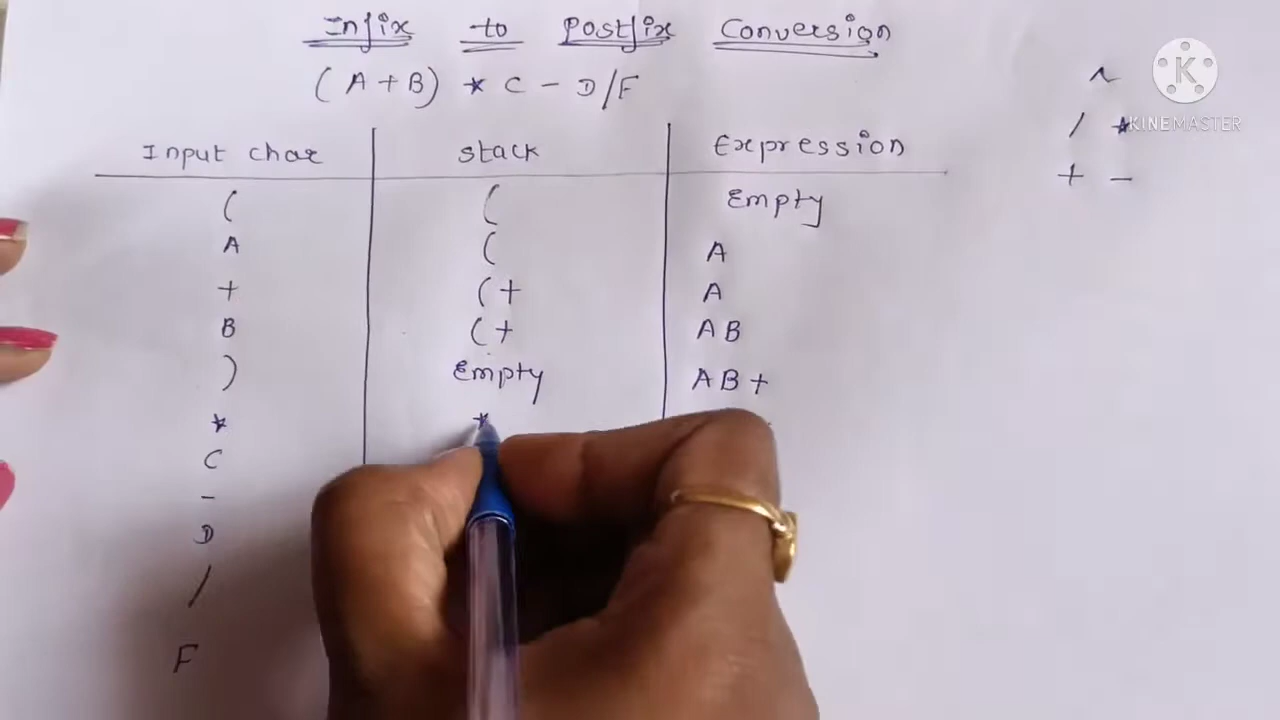 Infix to Postfix Conversion
(A+B) * C - D/F
^
/ *
+ -
K
KINEMASTER
Input char Stack Expression
( ( Empty
A ( A
+ (+ A
B (+ AB
) Empty AB+
* *
C
-
D
/
F